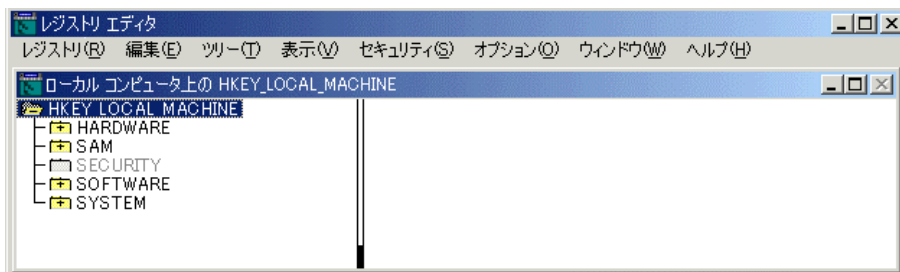 レジストリ エディタ
レジストリ(R) 編集(E) ツリー(T) 表示(V) セキュリティ(S) オプション(O) ウィンドウ(W) ヘルプ(H)
ローカル コンピュータ上の HKEY_LOCAL_MACHINE
HKEY_LOCAL_MACHINE
HARDWARE
SAM
SECURITY
SOFTWARE
SYSTEM